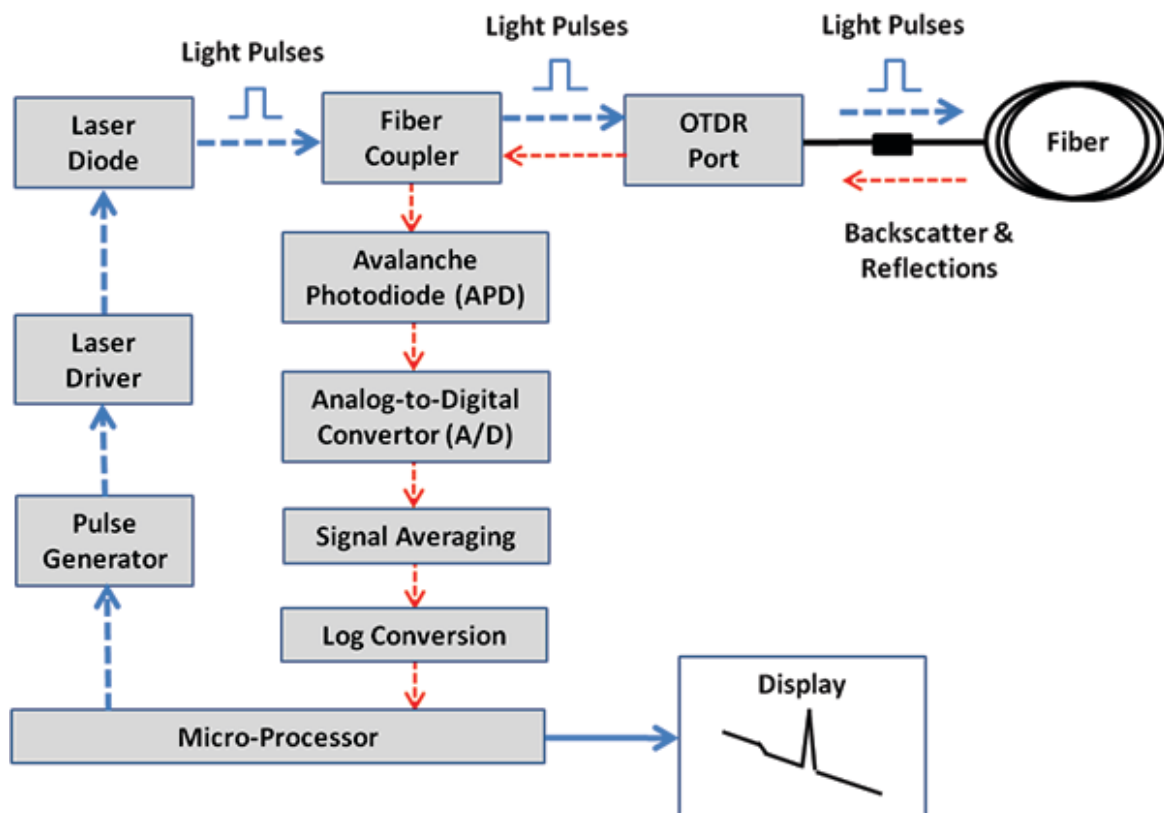 Light Pulses
Light Pulses
Light Pulses
Laser
Diode
Fiber
Coupler
OTDR
Port
Fiber
Backscatter &
Reflections
Avalanche
Photodiode (APD)
Laser
Driver
Analog-to-Digital
Convertor (A/D)
Pulse
Generator
Signal Averaging
Log Conversion
Micro-Processor
Display